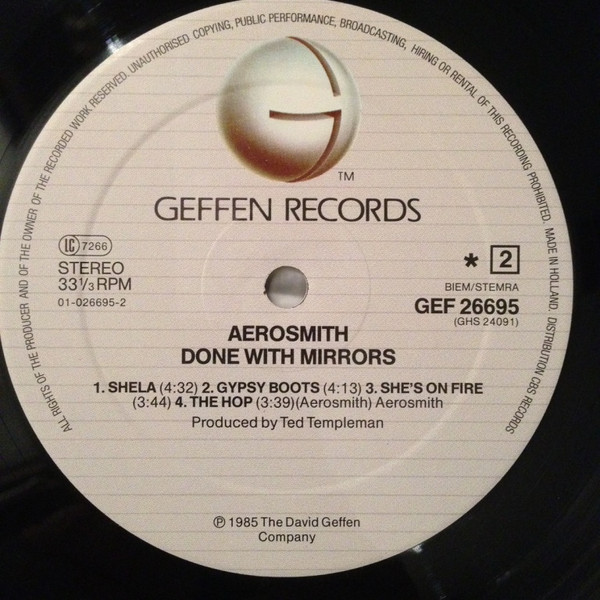 ALL RIGHTS OF THE PRODUCER AND OF THE OWNER OF THE RECORDED WORK RESERVED. UNAUTHORISED COPYING, PUBLIC PERFORMANCE, BROADCASTING, HIRING OR RENTAL OF THIS RECORDING PROHIBITED. MADE IN HOLLAND. DISTRIBUTION CBS RECORDS
G
TM
GEFFEN RECORDS
LC 7266
STEREO
33 1/3 RPM
01-026695-2
* 2
BIEM/STEMRA
GEF 26695
(GHS 24091)
AEROSMITH
DONE WITH MIRRORS
1. SHELA (4:32) 2. GYPSY BOOTS (4:13) 3. SHE'S ON FIRE
(3:44) 4. THE HOP (3:39)(Aerosmith) Aerosmith
Produced by Ted Templeman
℗ 1985 The David Geffen
Company